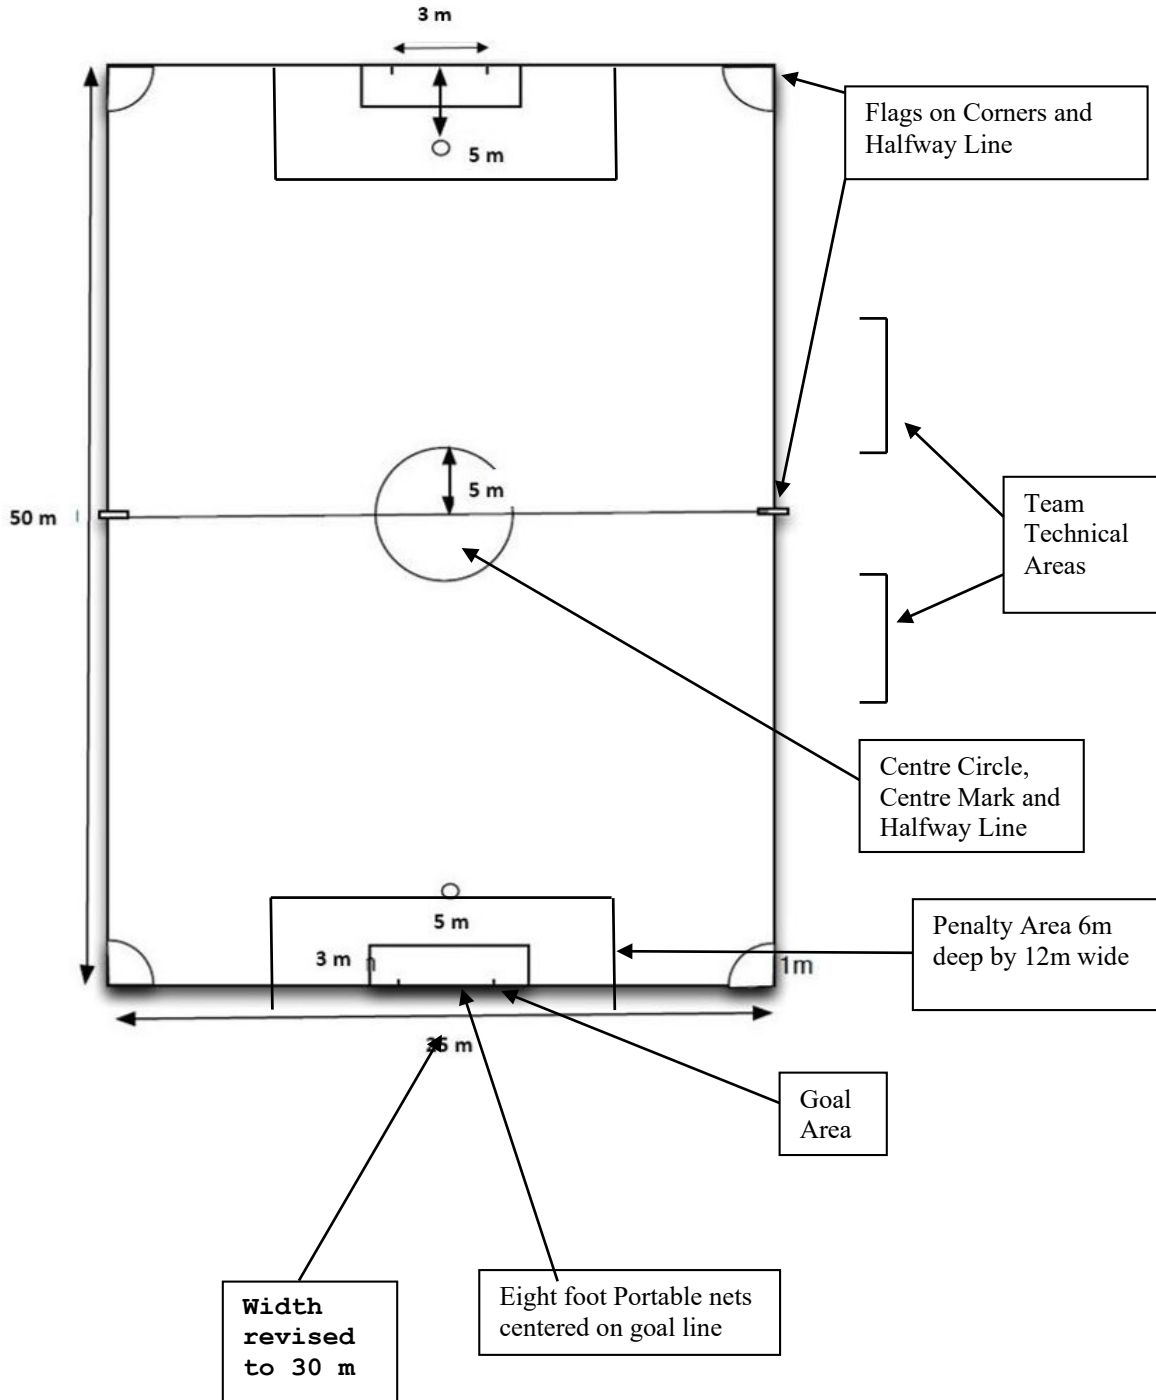 3 m
Flags on Corners and
Halfway Line
5 m
5 m
50 m
Team
Technical
Areas
Centre Circle,
Centre Mark and
Halfway Line
5 m
3 m
Penalty Area 6m
deep by 12m wide
1m
m
Goal
Area
Eight foot Portable nets
centered on goal line
Width
revised
to 30 m